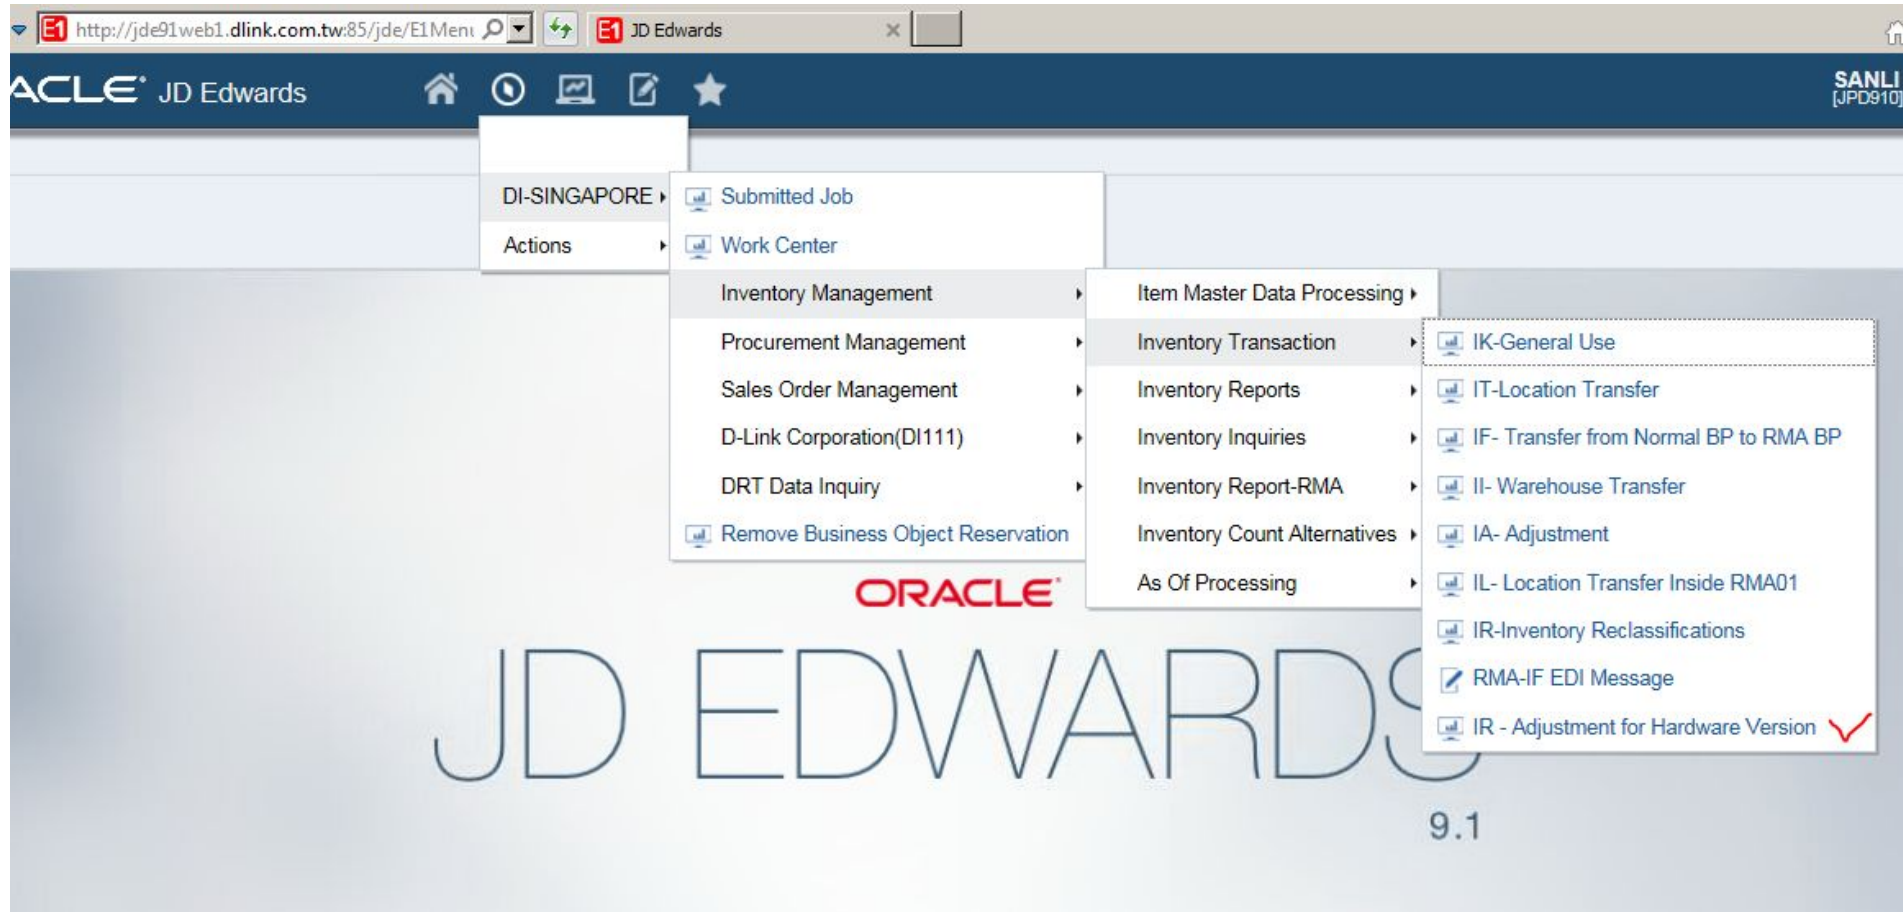 http://jde91web1.dlink.com.tw:85/jde/E1Menu
E1 JD Edwards
ACLE JD Edwards
SANLI
[JPD910]
DI-SINGAPORE
Actions
Submitted Job
Work Center
Inventory Management
Procurement Management
Sales Order Management
D-Link Corporation(DI111)
DRT Data Inquiry
Remove Business Object Reservation
Item Master Data Processing
Inventory Transaction
Inventory Reports
Inventory Inquiries
Inventory Report-RMA
Inventory Count Alternatives
As Of Processing
IK-General Use
IT-Location Transfer
IF- Transfer from Normal BP to RMA BP
II- Warehouse Transfer
IA- Adjustment
IL- Location Transfer Inside RMA01
IR-Inventory Reclassifications
RMA-IF EDI Message
IR - Adjustment for Hardware Version
ORACLE
JD EDWARDS
9.1